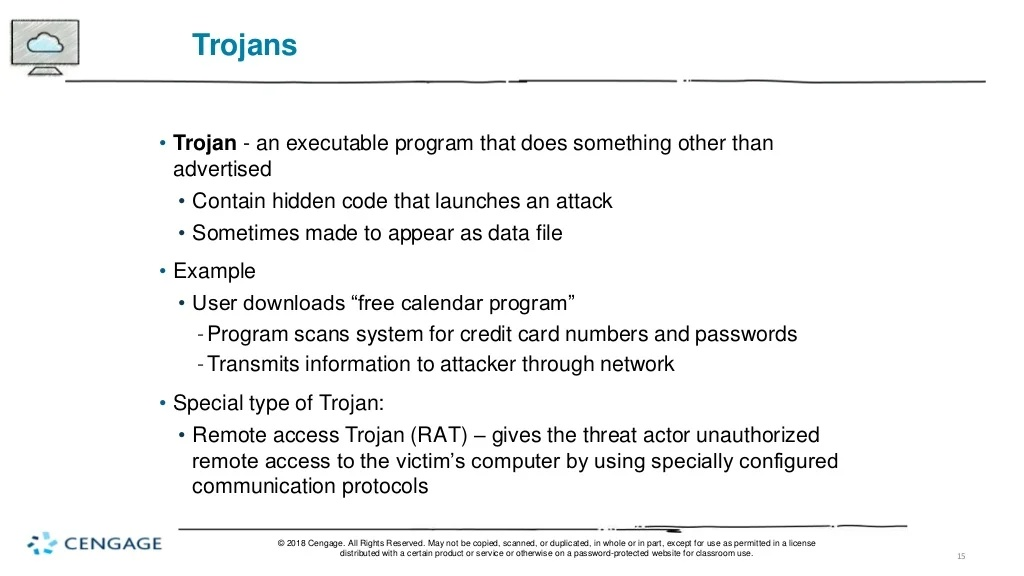 Trojans
• Trojan - an executable program that does something other than
advertised
• Contain hidden code that launches an attack
• Sometimes made to appear as data file
• Example
• User downloads “free calendar program”
- Program scans system for credit card numbers and passwords
- Transmits information to attacker through network
• Special type of Trojan:
• Remote access Trojan (RAT) – gives the threat actor unauthorized
remote access to the victim’s computer by using specially configured
communication protocols
CENGAGE
© 2018 Cengage. All Rights Reserved. May not be copied, scanned, or duplicated, in whole or in part, except for use as permitted in a license
distributed with a certain product or service or otherwise on a password-protected website for classroom use.
15